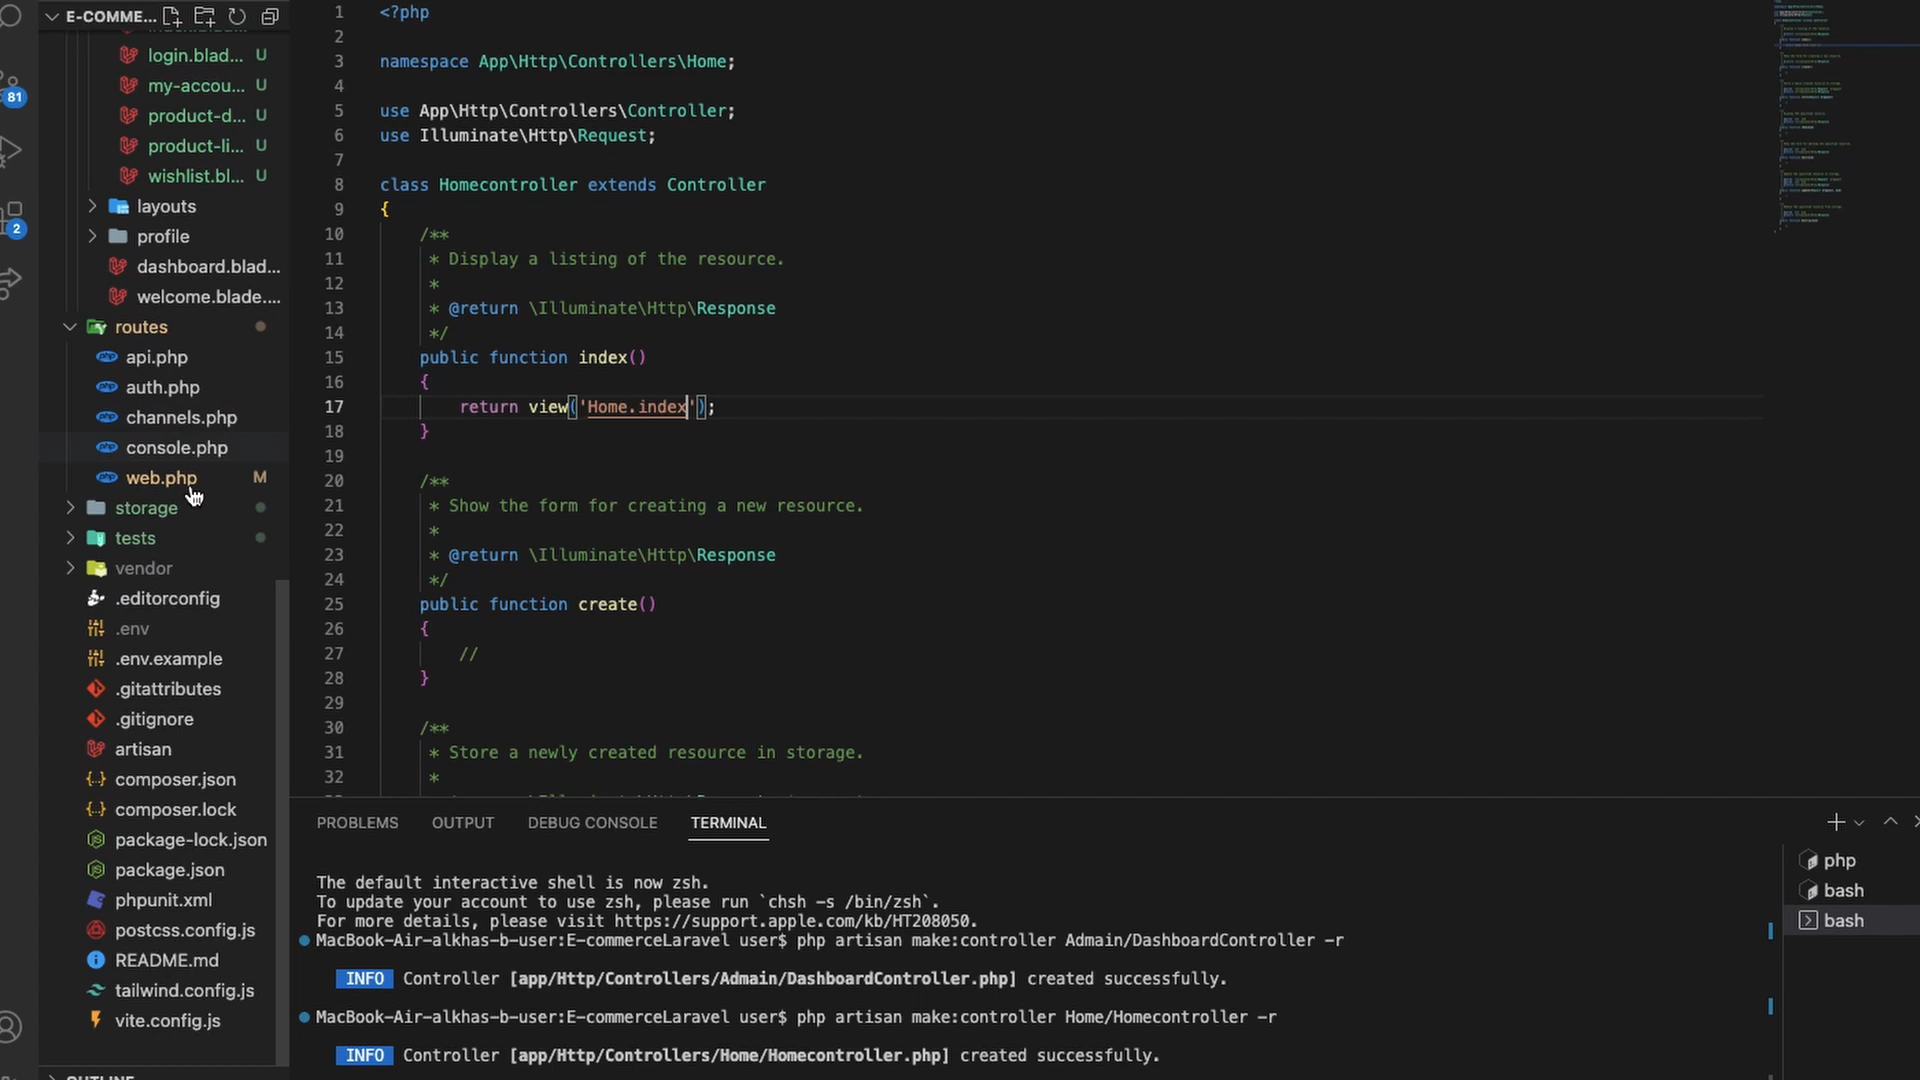 E-COMME...
login.blad... U
my-accou... U
product-d... U
product-li... U
wishlist.bl... U
layouts
profile
dashboard.blad...
welcome.blade....
routes
api.php
auth.php
channels.php
console.php
web.php M
storage
tests
vendor
.editorconfig
.env
.env.example
.gitattributes
.gitignore
artisan
composer.json
composer.lock
package-lock.json
package.json
phpunit.xml
postcss.config.js
README.md
tailwind.config.js
vite.config.js
OUTLINE
81
2
1 <?php
2
3 namespace App\Http\Controllers\Home;
4
5 use App\Http\Controllers\Controller;
6 use Illuminate\Http\Request;
7
8 class Homecontroller extends Controller
9 {
10 /**
11 * Display a listing of the resource.
12 *
13 * @return \Illuminate\Http\Response
14 */
15 public function index()
16 {
17 return view('Home.index');
18 }
19
20 /**
21 * Show the form for creating a new resource.
22 *
23 * @return \Illuminate\Http\Response
24 */
25 public function create()
26 {
27 //
28 }
29
30 /**
31 * Store a newly created resource in storage.
32 *
PROBLEMS OUTPUT DEBUG CONSOLE TERMINAL
The default interactive shell is now zsh.
To update your account to use zsh, please run `chsh -s /bin/zsh`.
For more details, please visit https://support.apple.com/kb/HT208050.
MacBook-Air-alkhas-b-user:E-commerceLaravel user$ php artisan make:controller Admain/DashboardController -r
INFO Controller [app/Http/Controllers/Admain/DashboardController.php] created successfully.
MacBook-Air-alkhas-b-user:E-commerceLaravel user$ php artisan make:controller Home/Homecontroller -r
INFO Controller [app/Http/Controllers/Home/Homecontroller.php] created successfully.
php
bash
bash